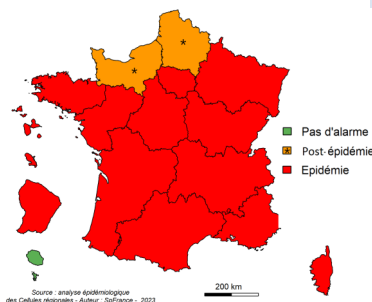 Pas d'alarme
* Post-épidémie
Epidémie
* *
200 km
Source : analyse épidémiologique
des Cellules régionales - Auteur : SpFrance - 2023